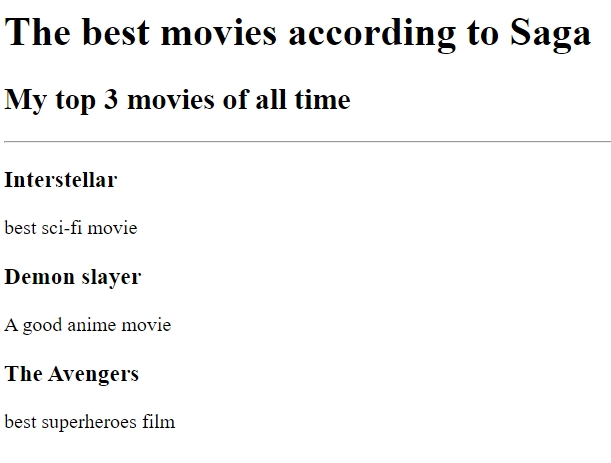 The best movies according to Saga
My top 3 movies of all time
Interstellar
best sci-fi movie
Demon slayer
A good anime movie
The Avengers
best superheroes film